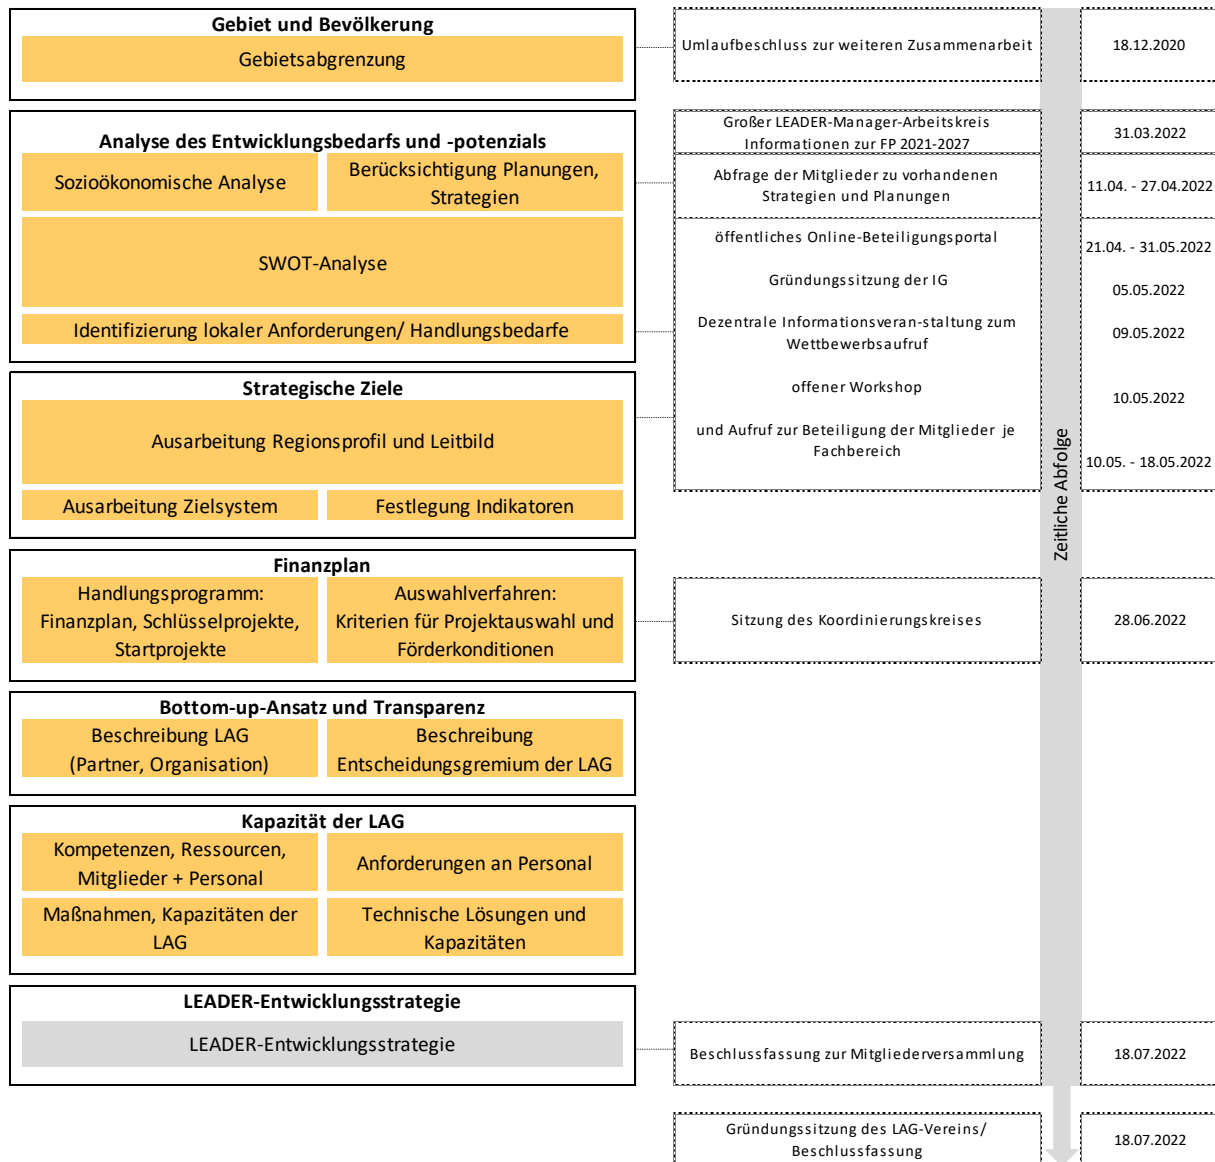 Gebiet und Bevölkerung
Gebietsabgrenzung
Umlaufbeschluss zur weiteren Zusammenarbeit
18.12.2020
Analyse des Entwicklungsbedarfs und -potenzials
Sozioökonomische Analyse
Berücksichtigung Planungen,
Strategien
SWOT-Analyse
Identifizierung lokaler Anforderungen/ Handlungsbedarfe
Großer LEADER-Manager-Arbeitskreis
Informationen zur FP 2021-2027
31.03.2022
Abfrage der Mitglieder zu vorhandenen
Strategien und Planungen
11.04. - 27.04.2022
öffentliches Online-Beteiligungsportal
21.04. - 31.05.2022
Gründungssitzung der IG
05.05.2022
Dezentrale Informationsveran-staltung zum
Wettbewerbsaufruf
09.05.2022
offener Workshop
10.05.2022
und Aufruf zur Beteiligung der Mitglieder je
Fachbereich
10.05. - 18.05.2022
Strategische Ziele
Ausarbeitung Regionsprofil und Leitbild
Ausarbeitung Zielsystem
Festlegung Indikatoren
Zeitliche Abfolge
Finanzplan
Handlungsprogramm:
Finanzplan, Schlüsselprojekte,
Startprojekte
Auswahlverfahren:
Kriterien für Projektauswahl und
Förderkonditionen
Sitzung des Koordinierungskreises
28.06.2022
Bottom-up-Ansatz und Transparenz
Beschreibung LAG
(Partner, Organisation)
Beschreibung
Entscheidungsgremium der LAG
Kapazität der LAG
Kompetenzen, Ressourcen,
Mitglieder + Personal
Anforderungen an Personal
Maßnahmen, Kapazitäten der
LAG
Technische Lösungen und
Kapazitäten
LEADER-Entwicklungsstrategie
LEADER-Entwicklungsstrategie
Beschlussfassung zur Mitgliederversammlung
18.07.2022
Gründungssitzung des LAG-Vereins/
Beschlussfassung
18.07.2022